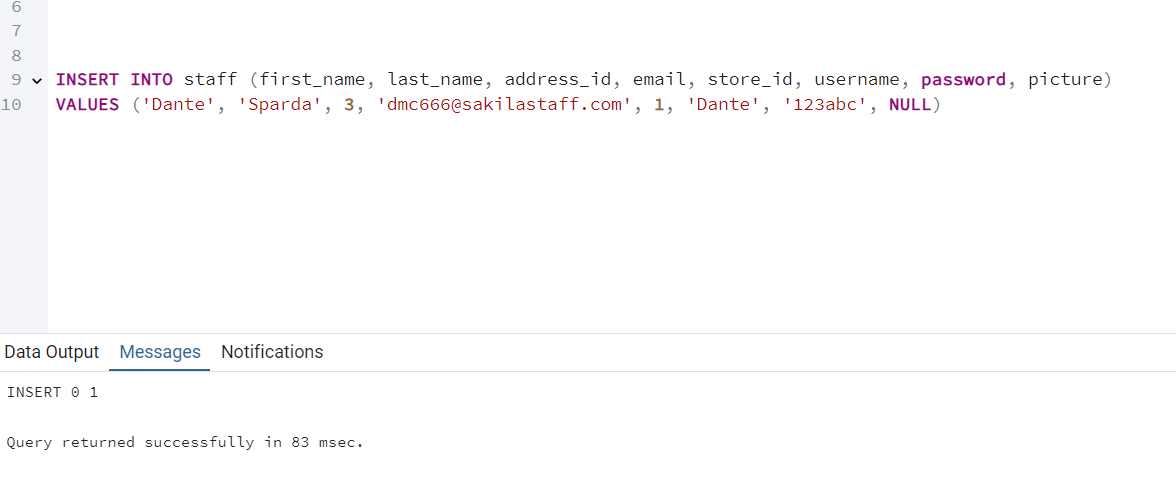 6
7
8
9 INSERT INTO staff (first_name, last_name, address_id, email, store_id, username, password, picture)
10 VALUES ('Dante', 'Sparda', 3, 'dmc666@sakilastaff.com', 1, 'Dante', '123abc', NULL)
Data Output Messages Notifications
INSERT 0 1
Query returned successfully in 83 msec.